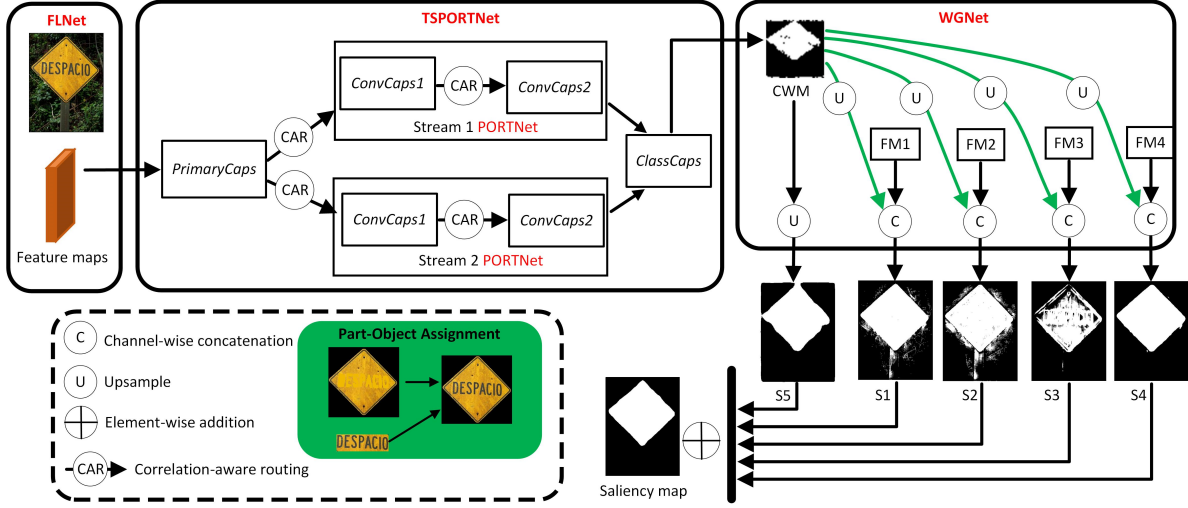 FLNet
DESPACIO
Feature maps
TSPORTNet
PrimaryCaps
CAR
CAR
ConvCaps1
CAR
ConvCaps2
Stream 1 PORTNet
ConvCaps1
CAR
ConvCaps2
Stream 2 PORTNet
ClassCaps
WGNet
CWM
U
U
U
U
FM1
FM2
FM3
FM4
U
C
C
C
C
S5
S1
S2
S3
S4
C
Channel-wise concatenation
U
Upsample
Element-wise addition
CAR
Correlation-aware routing
Part-Object Assignment
DESPACIO
DESPACIO
DESPACIO
Saliency map